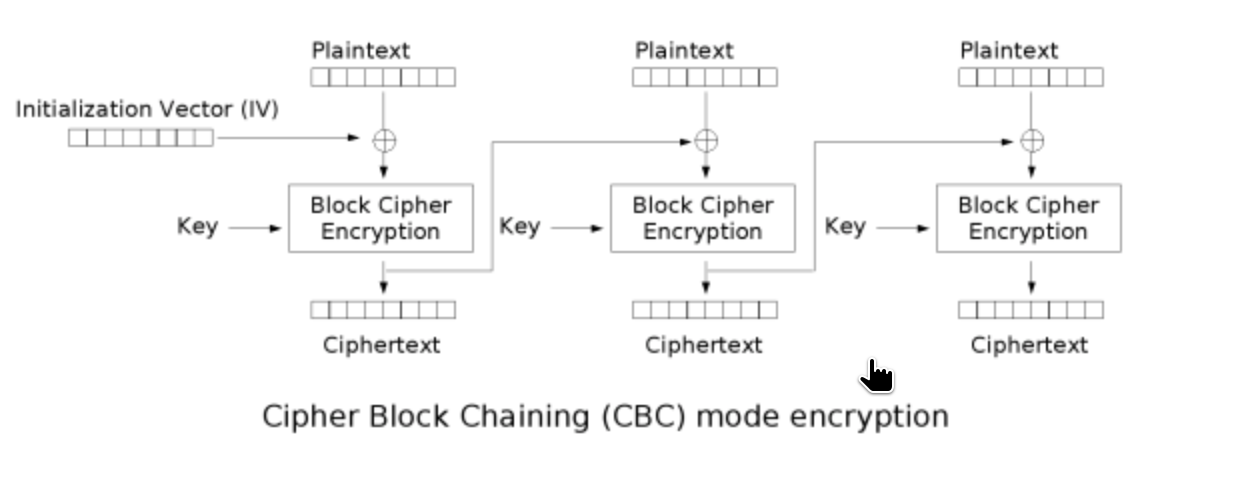 Plaintext
Plaintext
Plaintext
Initialization Vector (IV)
Key
Block Cipher
Encryption
Key
Block Cipher
Encryption
Key
Block Cipher
Encryption
Ciphertext
Ciphertext
Ciphertext
Cipher Block Chaining (CBC) mode encryption